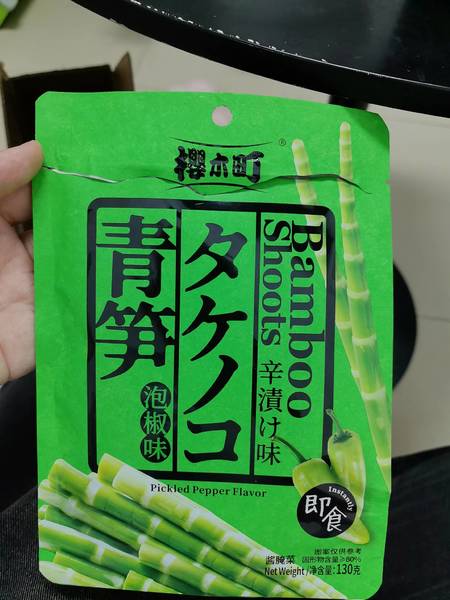 櫻木町®
青笋
泡椒味
タケノコ
Bamboo
Shoots
辛漬け味
Pickled Pepper Flavor
Instantly
即食
酱腌菜
图案仅供参考
固形物含量≥80%
Net Weight/净含量:130克